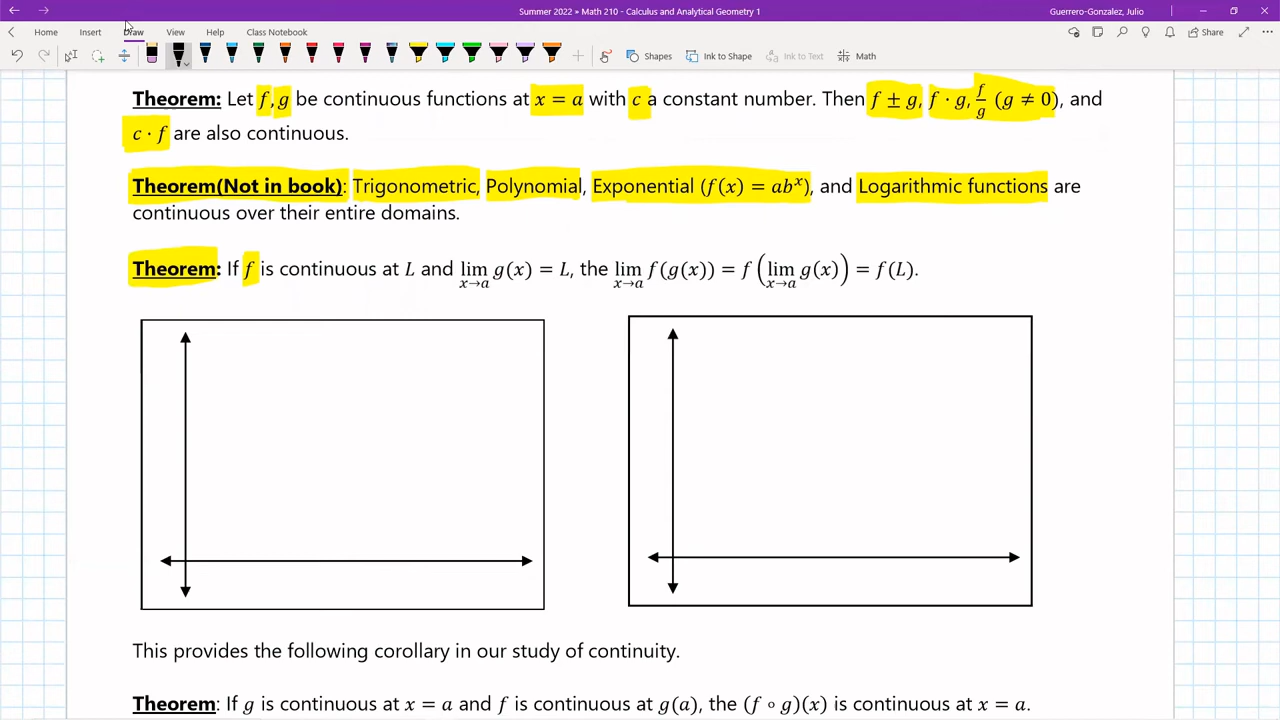 Summer 2022 » Math 210 - Calculus and Analytical Geometry 1
Guerrero-Gonzalez, Julio
Home Insert Draw View Help Class Notebook
Share
Shapes Ink to Shape Ink to Text Math
Theorem: Let f, g be continuous functions at x = a with c a constant number. Then f ± g, f · g, f/g (g ≠ 0), and
c · f are also continuous.
Theorem(Not in book): Trigonometric, Polynomial, Exponential (f(x) = abˣ), and Logarithmic functions are
continuous over their entire domains.
Theorem: If f is continuous at L and lim x→a g(x) = L, the lim x→a f(g(x)) = f(lim x→a g(x)) = f(L).
This provides the following corollary in our study of continuity.
Theorem: If g is continuous at x = a and f is continuous at g(a), the (f ∘ g)(x) is continuous at x = a.